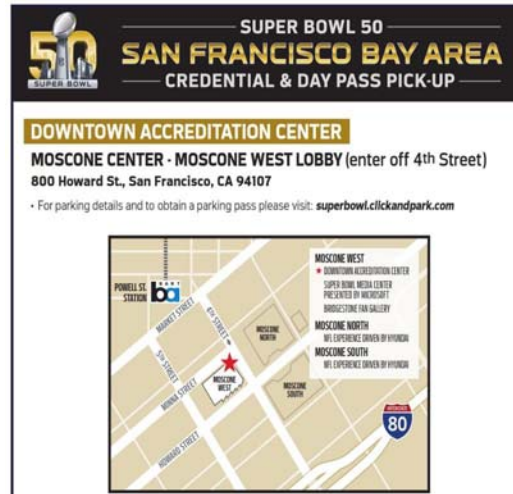 50
SUPER BOWL
SUPER BOWL 50
SAN FRANCISCO BAY AREA
CREDENTIAL & DAY PASS PICK-UP
DOWNTOWN ACCREDITATION CENTER
MOSCONE CENTER · MOSCONE WEST LOBBY (enter off 4th Street)
800 Howard St., San Francisco, CA 94107
• For parking details and to obtain a parking pass please visit: superbowl.clickandpark.com
POWELL ST.
STATION
BART
ba
MARKET STREET
4TH STREET
5TH STREET
MINNA STREET
HOWARD STREET
MOSCONE
NORTH
MOSCONE
WEST
MOSCONE
SOUTH
MOSCONE WEST
DOWNTOWN ACCREDITATION CENTER
SUPER BOWL MEDIA CENTER
PRESENTED BY MICROSOFT
BRIDGESTONE FAN GALLERY
MOSCONE NORTH
NFL EXPERIENCE DRIVEN BY HYUNDAI
MOSCONE SOUTH
NFL EXPERIENCE DRIVEN BY HYUNDAI
INTERSTATE
80